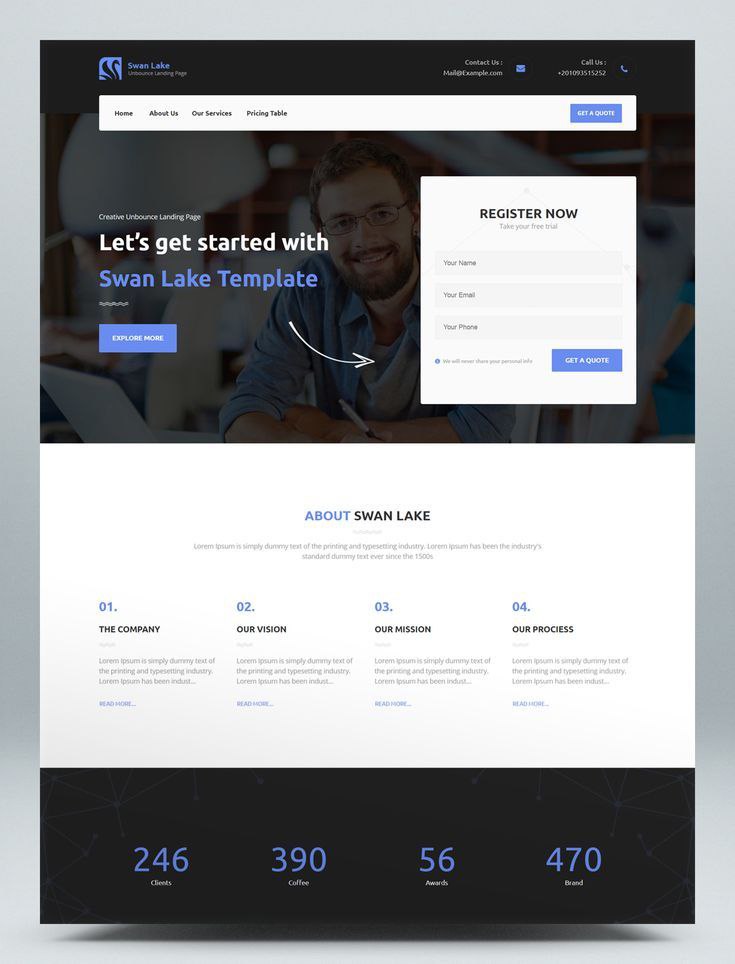 Swan Lake
Unbounce Landing Page
Contact Us :
Mail@Example.com
Call Us :
+201093515252
Home About Us Our Services Pricing Table GET A QUOTE
Creative Unbounce Landing Page
Let's get started with
Swan Lake Template
EXPLORE MORE
REGISTER NOW
Take your free trial
Your Name
Your Email
Your Phone
We will never share your personal info
GET A QUOTE
ABOUT SWAN LAKE
Lorem Ipsum is simply dummy text of the printing and typesetting industry. Lorem Ipsum has been the industry's
standard dummy text ever since the 1500s
01.
THE COMPANY
Lorem Ipsum is simply dummy text of
the printing and typesetting industry.
Lorem Ipsum has been indust...
READ MORE...
02.
OUR VISION
Lorem Ipsum is simply dummy text of
the printing and typesetting industry.
Lorem Ipsum has been indust...
READ MORE...
03.
OUR MISSION
Lorem Ipsum is simply dummy text of
the printing and typesetting industry.
Lorem Ipsum has been indust...
READ MORE...
04.
OUR PROCIESS
Lorem Ipsum is simply dummy text of
the printing and typesetting industry.
Lorem Ipsum has been indust...
READ MORE...
246
Clients
390
Coffee
56
Awards
470
Brand